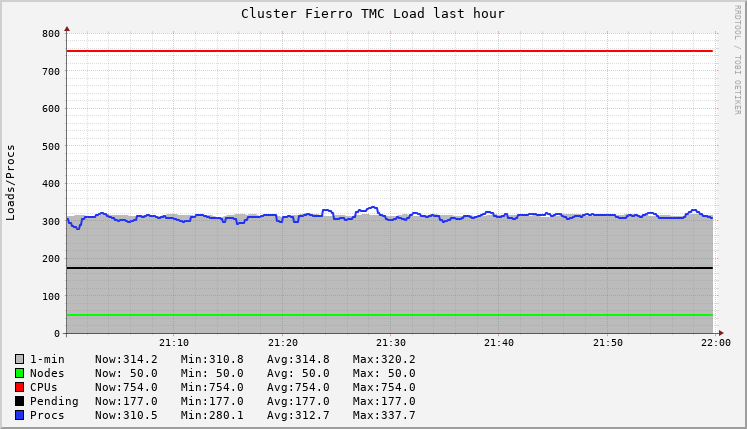 Cluster Fierro TMC Load last hour
RRDTOOL / TOBI OETIKER
Loads/Procs
800
700
600
500
400
300
200
100
0
21:10 21:20 21:30 21:40 21:50 22:00
1-min Now:314.2 Min:310.8 Avg:314.8 Max:320.2
Nodes Now: 50.0 Min: 50.0 Avg: 50.0 Max: 50.0
CPUs Now:754.0 Min:754.0 Avg:754.0 Max:754.0
Pending Now:177.0 Min:177.0 Avg:177.0 Max:177.0
Procs Now:310.5 Min:280.1 Avg:312.7 Max:337.7